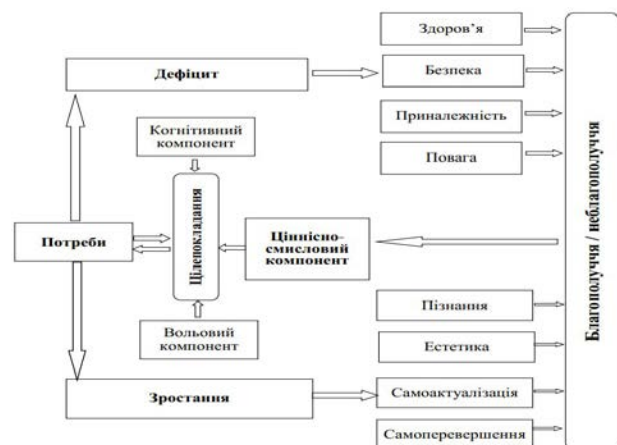 Здоров’я
Дефіцит
Безпека
Приналежність
Повага
Когнітивний
компонент
Цілепокладання
Потреби
Ціннісно-
смисловий
компонент
Благополуччя / неблагополуччя
Вольовий
компонент
Пізнання
Естетика
Зростання
Самоактуалізація
Самоперевершення